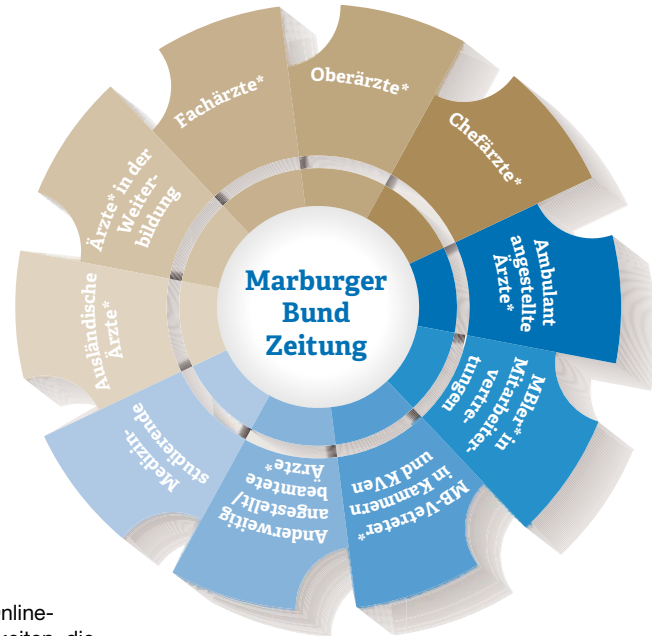 Oberärzte*
Chefärzte*
Ambulant
angestellte
Ärzte*
MBler* in
Mitarbeiter-
vertre-
tungen
MB-Vetreter*
in Kammern
und KVen
Anderweitig
angestellt/
beamtete
Ärzte*
Medizin-
studierende
Ausländische
Ärzte*
Ärzte* in der
Weiter-
bildung
Fachärzte*
Marburger
Bund
Zeitung